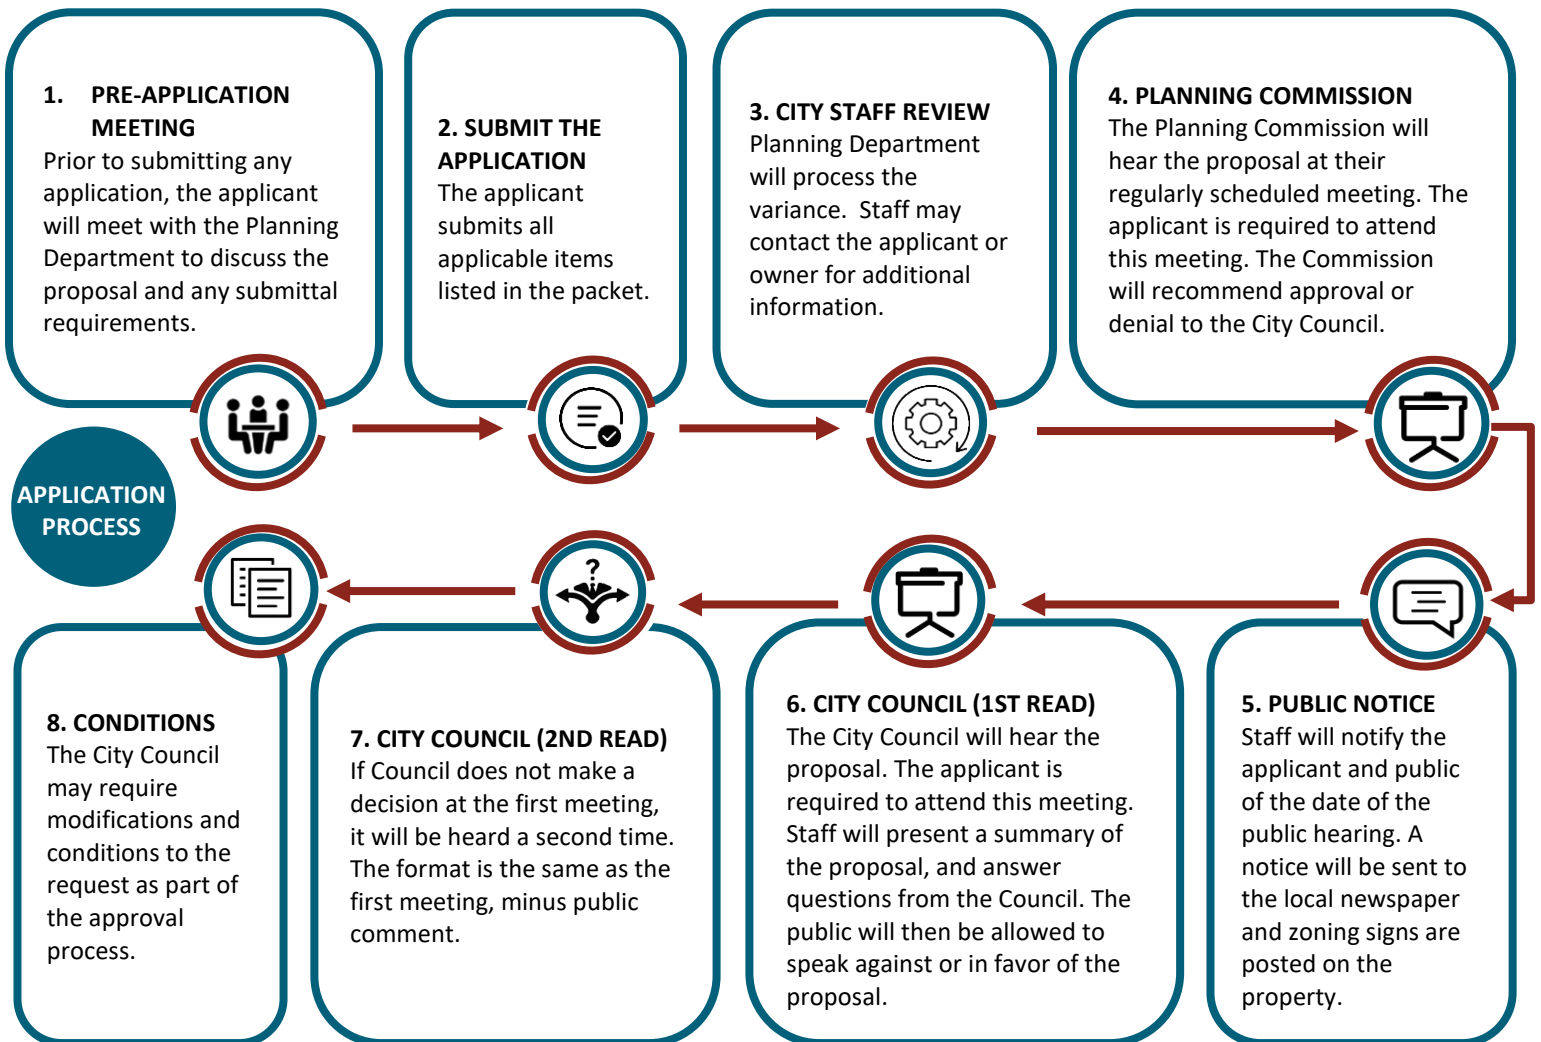 1. PRE-APPLICATION
MEETING
Prior to submitting any
application, the applicant
will meet with the Planning
Department to discuss the
proposal and any submittal
requirements.
2. SUBMIT THE
APPLICATION
The applicant
submits all
applicable items
listed in the packet.
3. CITY STAFF REVIEW
Planning Department
will process the
variance.  Staff may
contact the applicant or
owner for additional
information.
4. PLANNING COMMISSION
The Planning Commission will
hear the proposal at their
regularly scheduled meeting. The
applicant is required to attend
this meeting. The Commission
will recommend approval or
denial to the City Council.
APPLICATION
PROCESS
?
5. PUBLIC NOTICE
Staff will notify the
applicant and public
of the date of the
public hearing. A
notice will be sent to
the local newspaper
and zoning signs are
posted on the
property.
6. CITY COUNCIL (1ST READ)
The City Council will hear the
proposal. The applicant is
required to attend this meeting.
Staff will present a summary of
the proposal, and answer
questions from the Council. The
public will then be allowed to
speak against or in favor of the
proposal.
7. CITY COUNCIL (2ND READ)
If Council does not make a
decision at the first meeting,
it will be heard a second time.
The format is the same as the
first meeting, minus public
comment.
8. CONDITIONS
The City Council
may require
modifications and
conditions to the
request as part of
the approval
process.